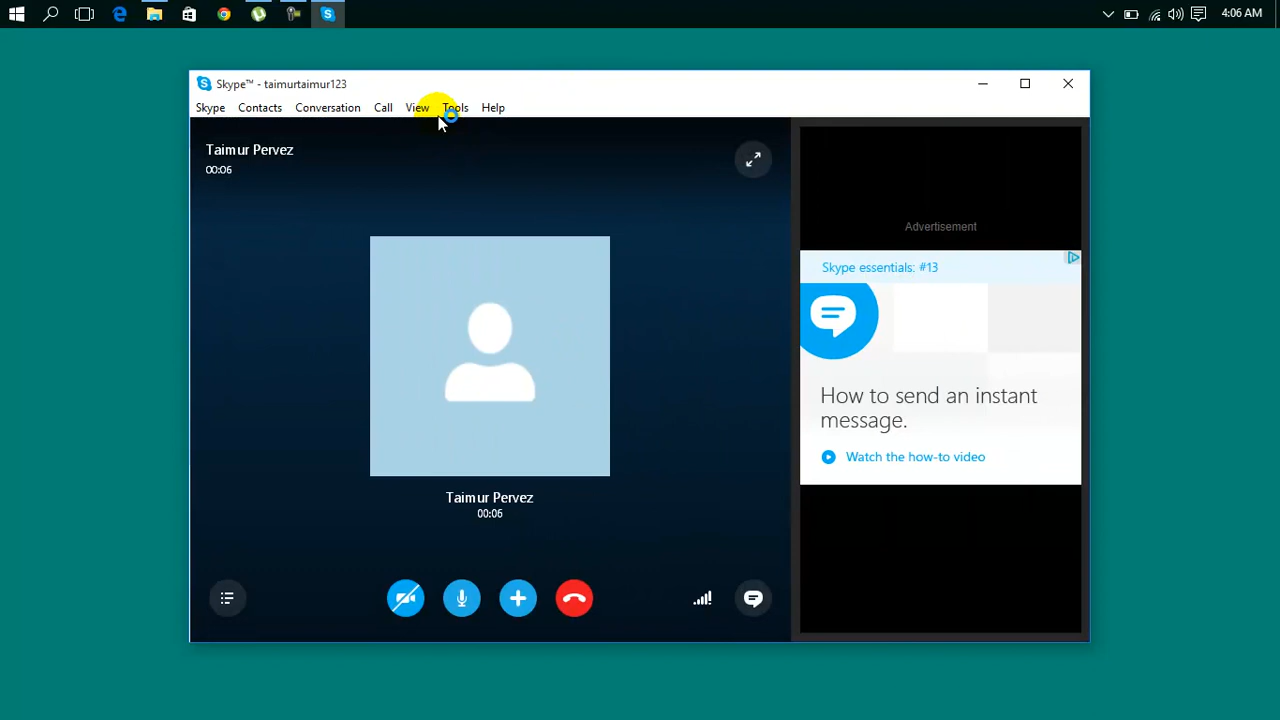 4:06 AM
Skype™ - taimurtaimur123
Skype Contacts Conversation Call View Tools Help
Taimur Pervez
00:06
Taimur Pervez
00:06
Advertisement
Skype essentials: #13
How to send an instant
message.
Watch the how-to video